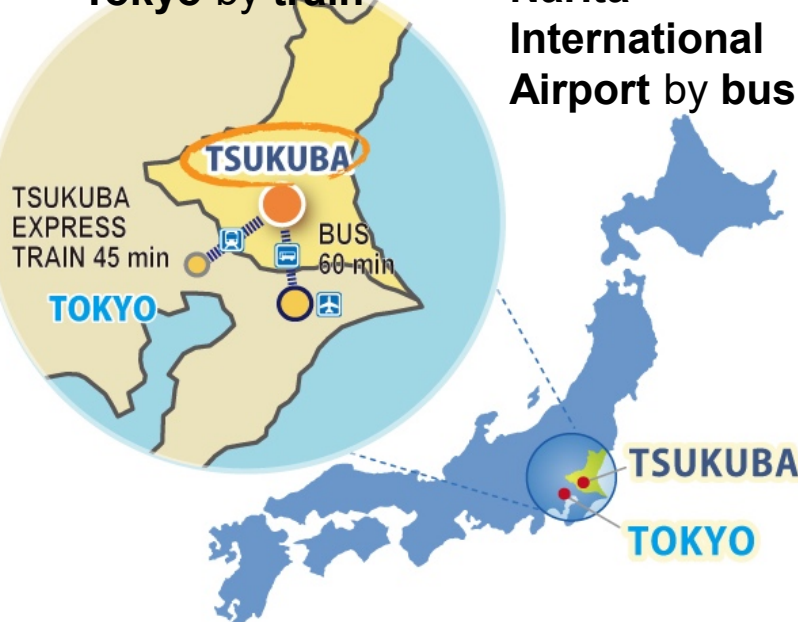 Tokyo by train
Narita
International
Airport by bus
TSUKUBA
TSUKUBA
EXPRESS
TRAIN 45 min
BUS
60 min
TOKYO
TSUKUBA
TOKYO